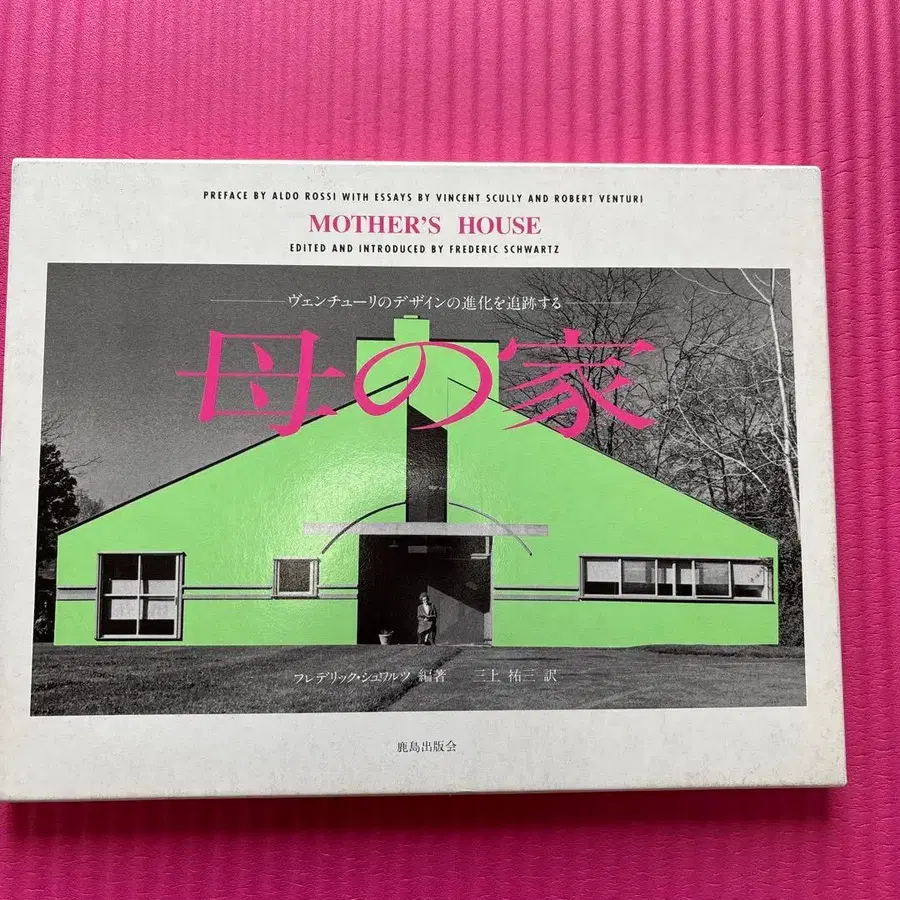 PREFACE BY ALDO ROSSI WITH ESSAYS BY VINCENT SCULLY AND ROBERT VENTURI
MOTHER'S HOUSE
EDITED AND INTRODUCED BY FREDERIC SCHWARTZ
ヴェンチューリのデザインの進化を追跡する
母の家
フレデリック・シュワルツ 編著 三上 祐三 訳
鹿島出版会